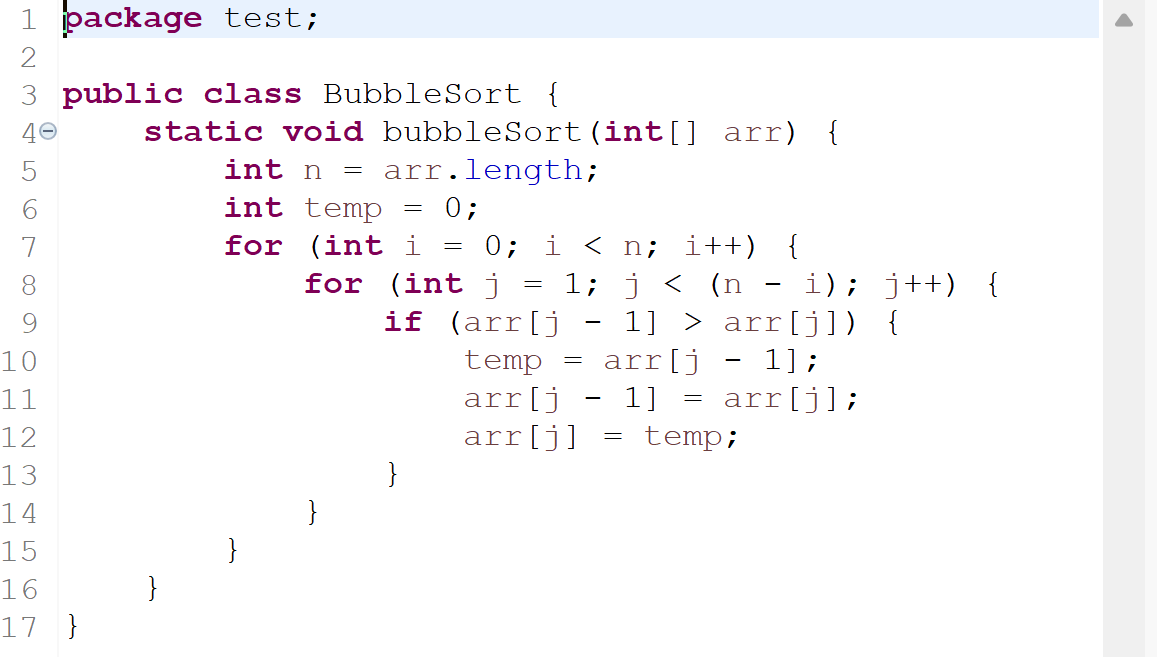 1 package test;
2
3 public class BubbleSort {
4     static void bubbleSort(int[] arr) {
5         int n = arr.length;
6         int temp = 0;
7         for (int i = 0; i < n; i++) {
8             for (int j = 1; j < (n - i); j++) {
9                 if (arr[j - 1] > arr[j]) {
10                     temp = arr[j - 1];
11                     arr[j - 1] = arr[j];
12                     arr[j] = temp;
13                 }
14             }
15         }
16     }
17 }